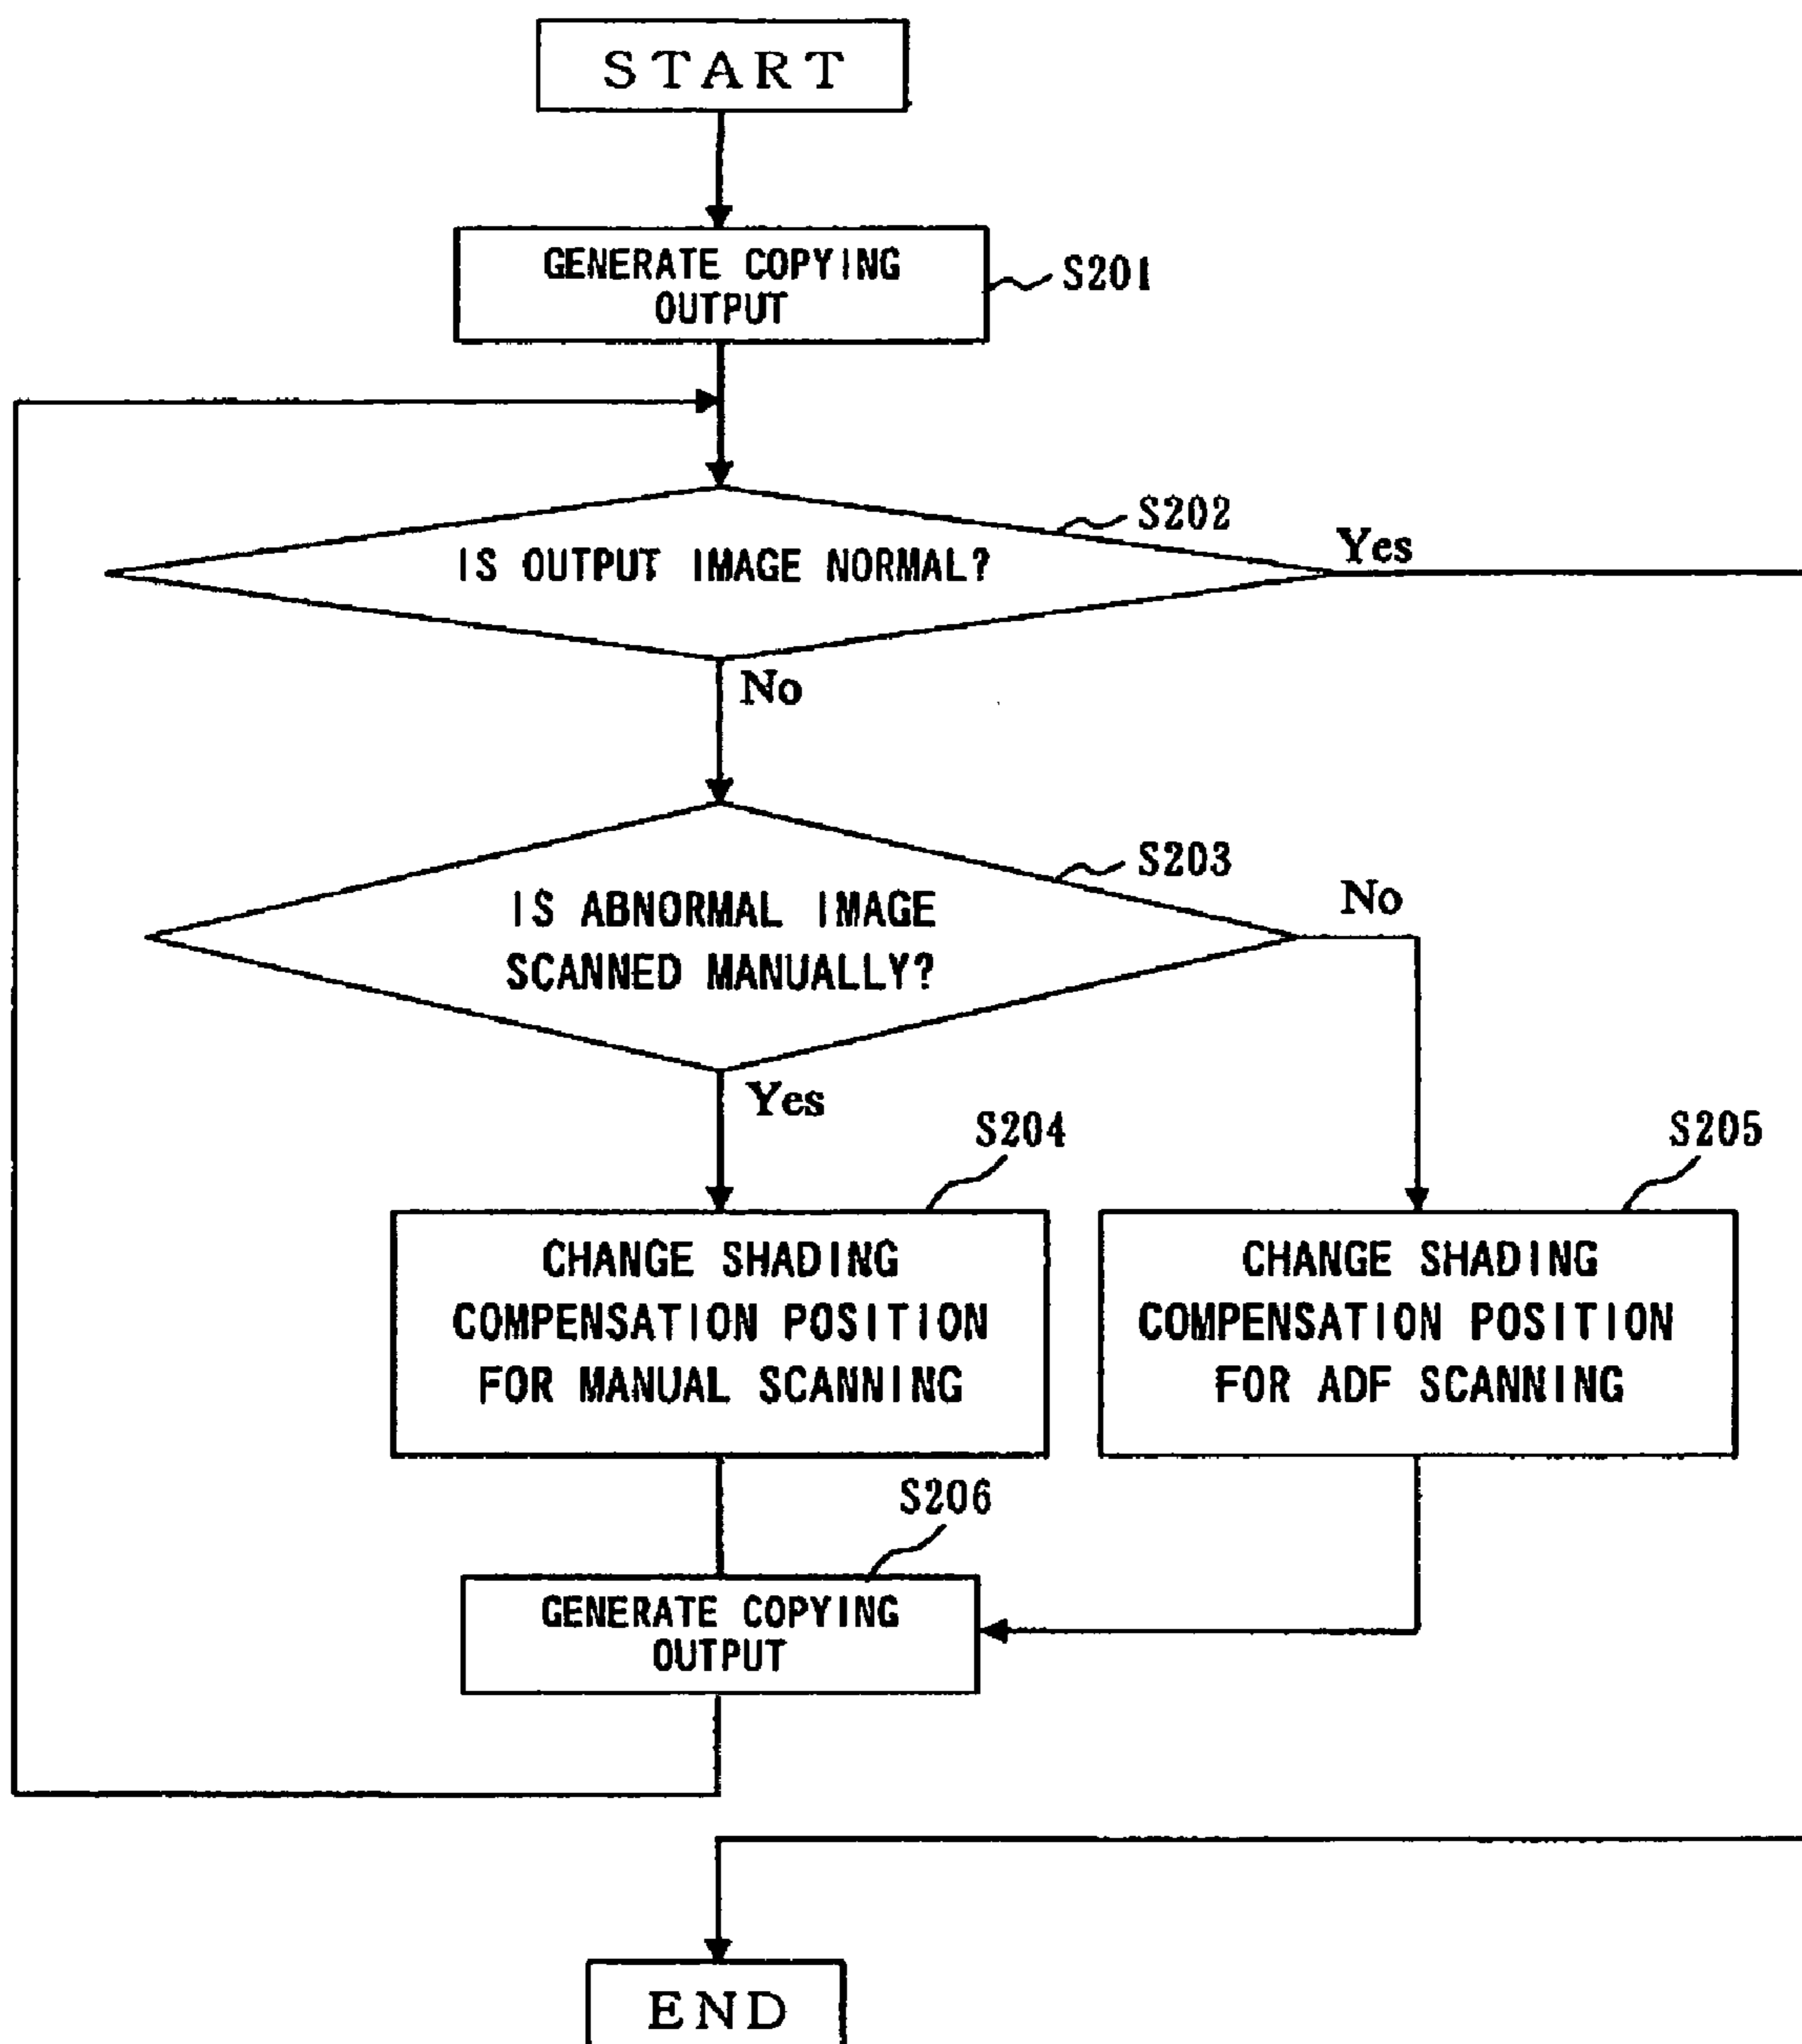 START
GENERATE COPYING
OUTPUT
S201
S202
IS OUTPUT IMAGE NORMAL?
Yes
No
S203
IS ABNORMAL IMAGE
SCANNED MANUALLY?
No
Yes
S204
CHANGE SHADING
COMPENSATION POSITION
FOR MANUAL SCANNING
S205
CHANGE SHADING
COMPENSATION POSITION
FOR ADF SCANNING
S206
GENERATE COPYING
OUTPUT
END